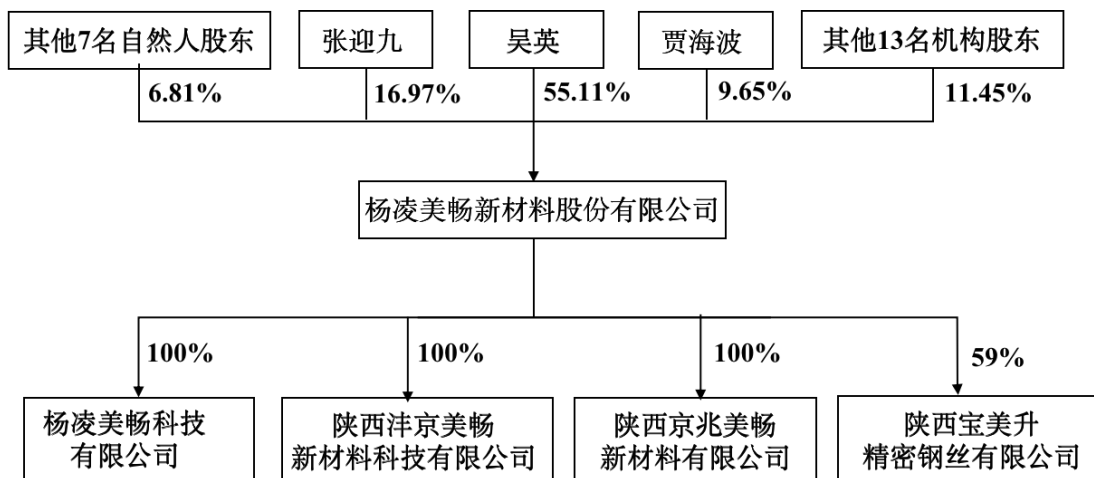 其他7名自然人股东
张迎九
吴英
贾海波
其他13名机构股东
6.81%
16.97%
55.11%
9.65%
11.45%
杨凌美畅新材料股份有限公司
100%
100%
100%
59%
杨凌美畅科技
有限公司
陕西沣京美畅
新材料科技有限公司
陕西京兆美畅
新材料有限公司
陕西宝美升
精密钢丝有限公司